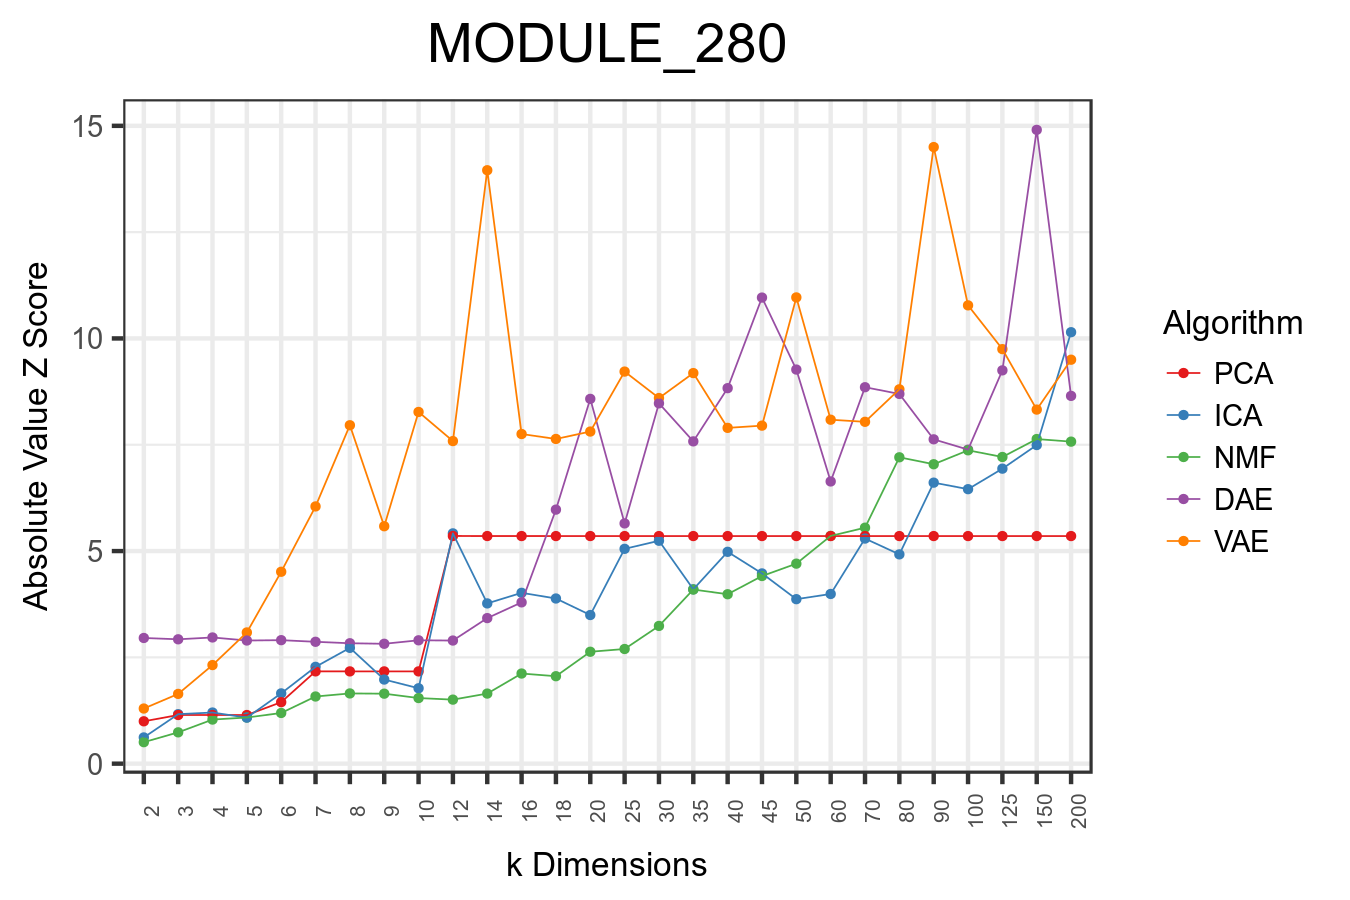 MODULE_280
Absolute Value Z Score
15
10
5
0
2 3 4 5 6 7 8 9 10 12 14 16 18 20 25 30 35 40 45 50 60 70 80 90 100 125 150 200
k Dimensions
Algorithm
PCA
ICA
NMF
DAE
VAE